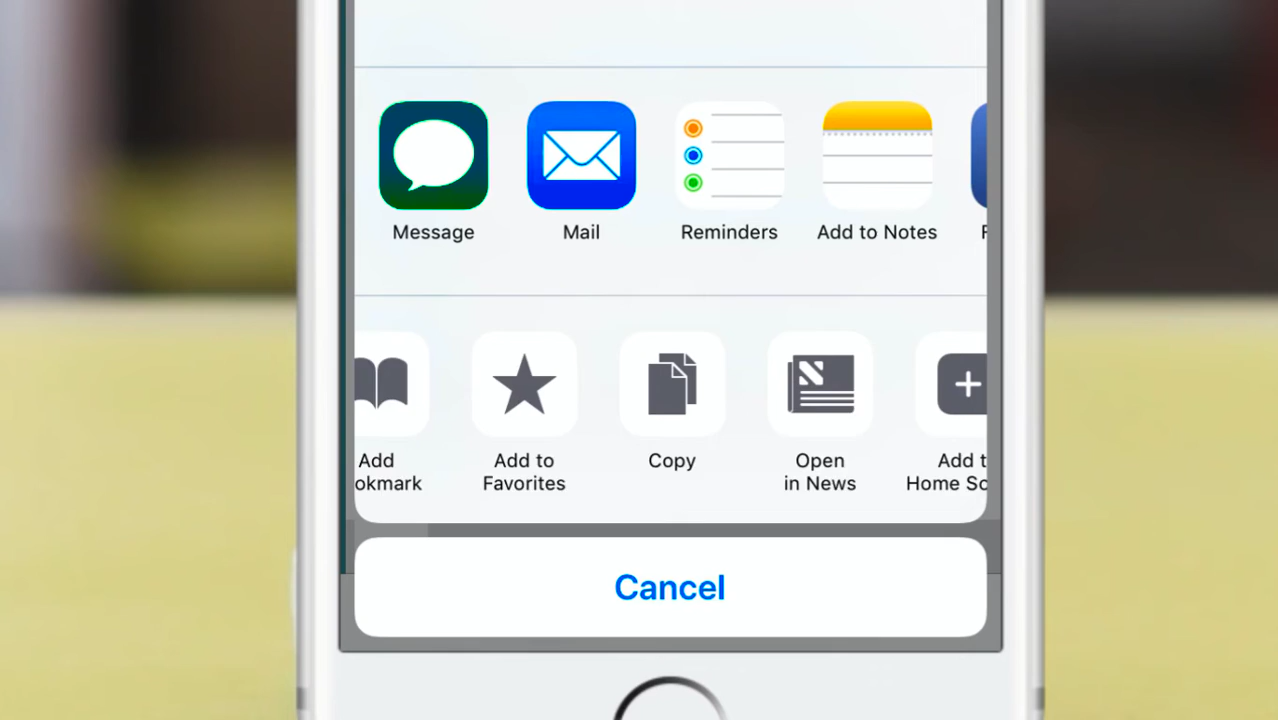 Message Mail Reminders Add to Notes F
Add Add to Copy Open Add t
okmark Favorites in News Home Sc
Cancel